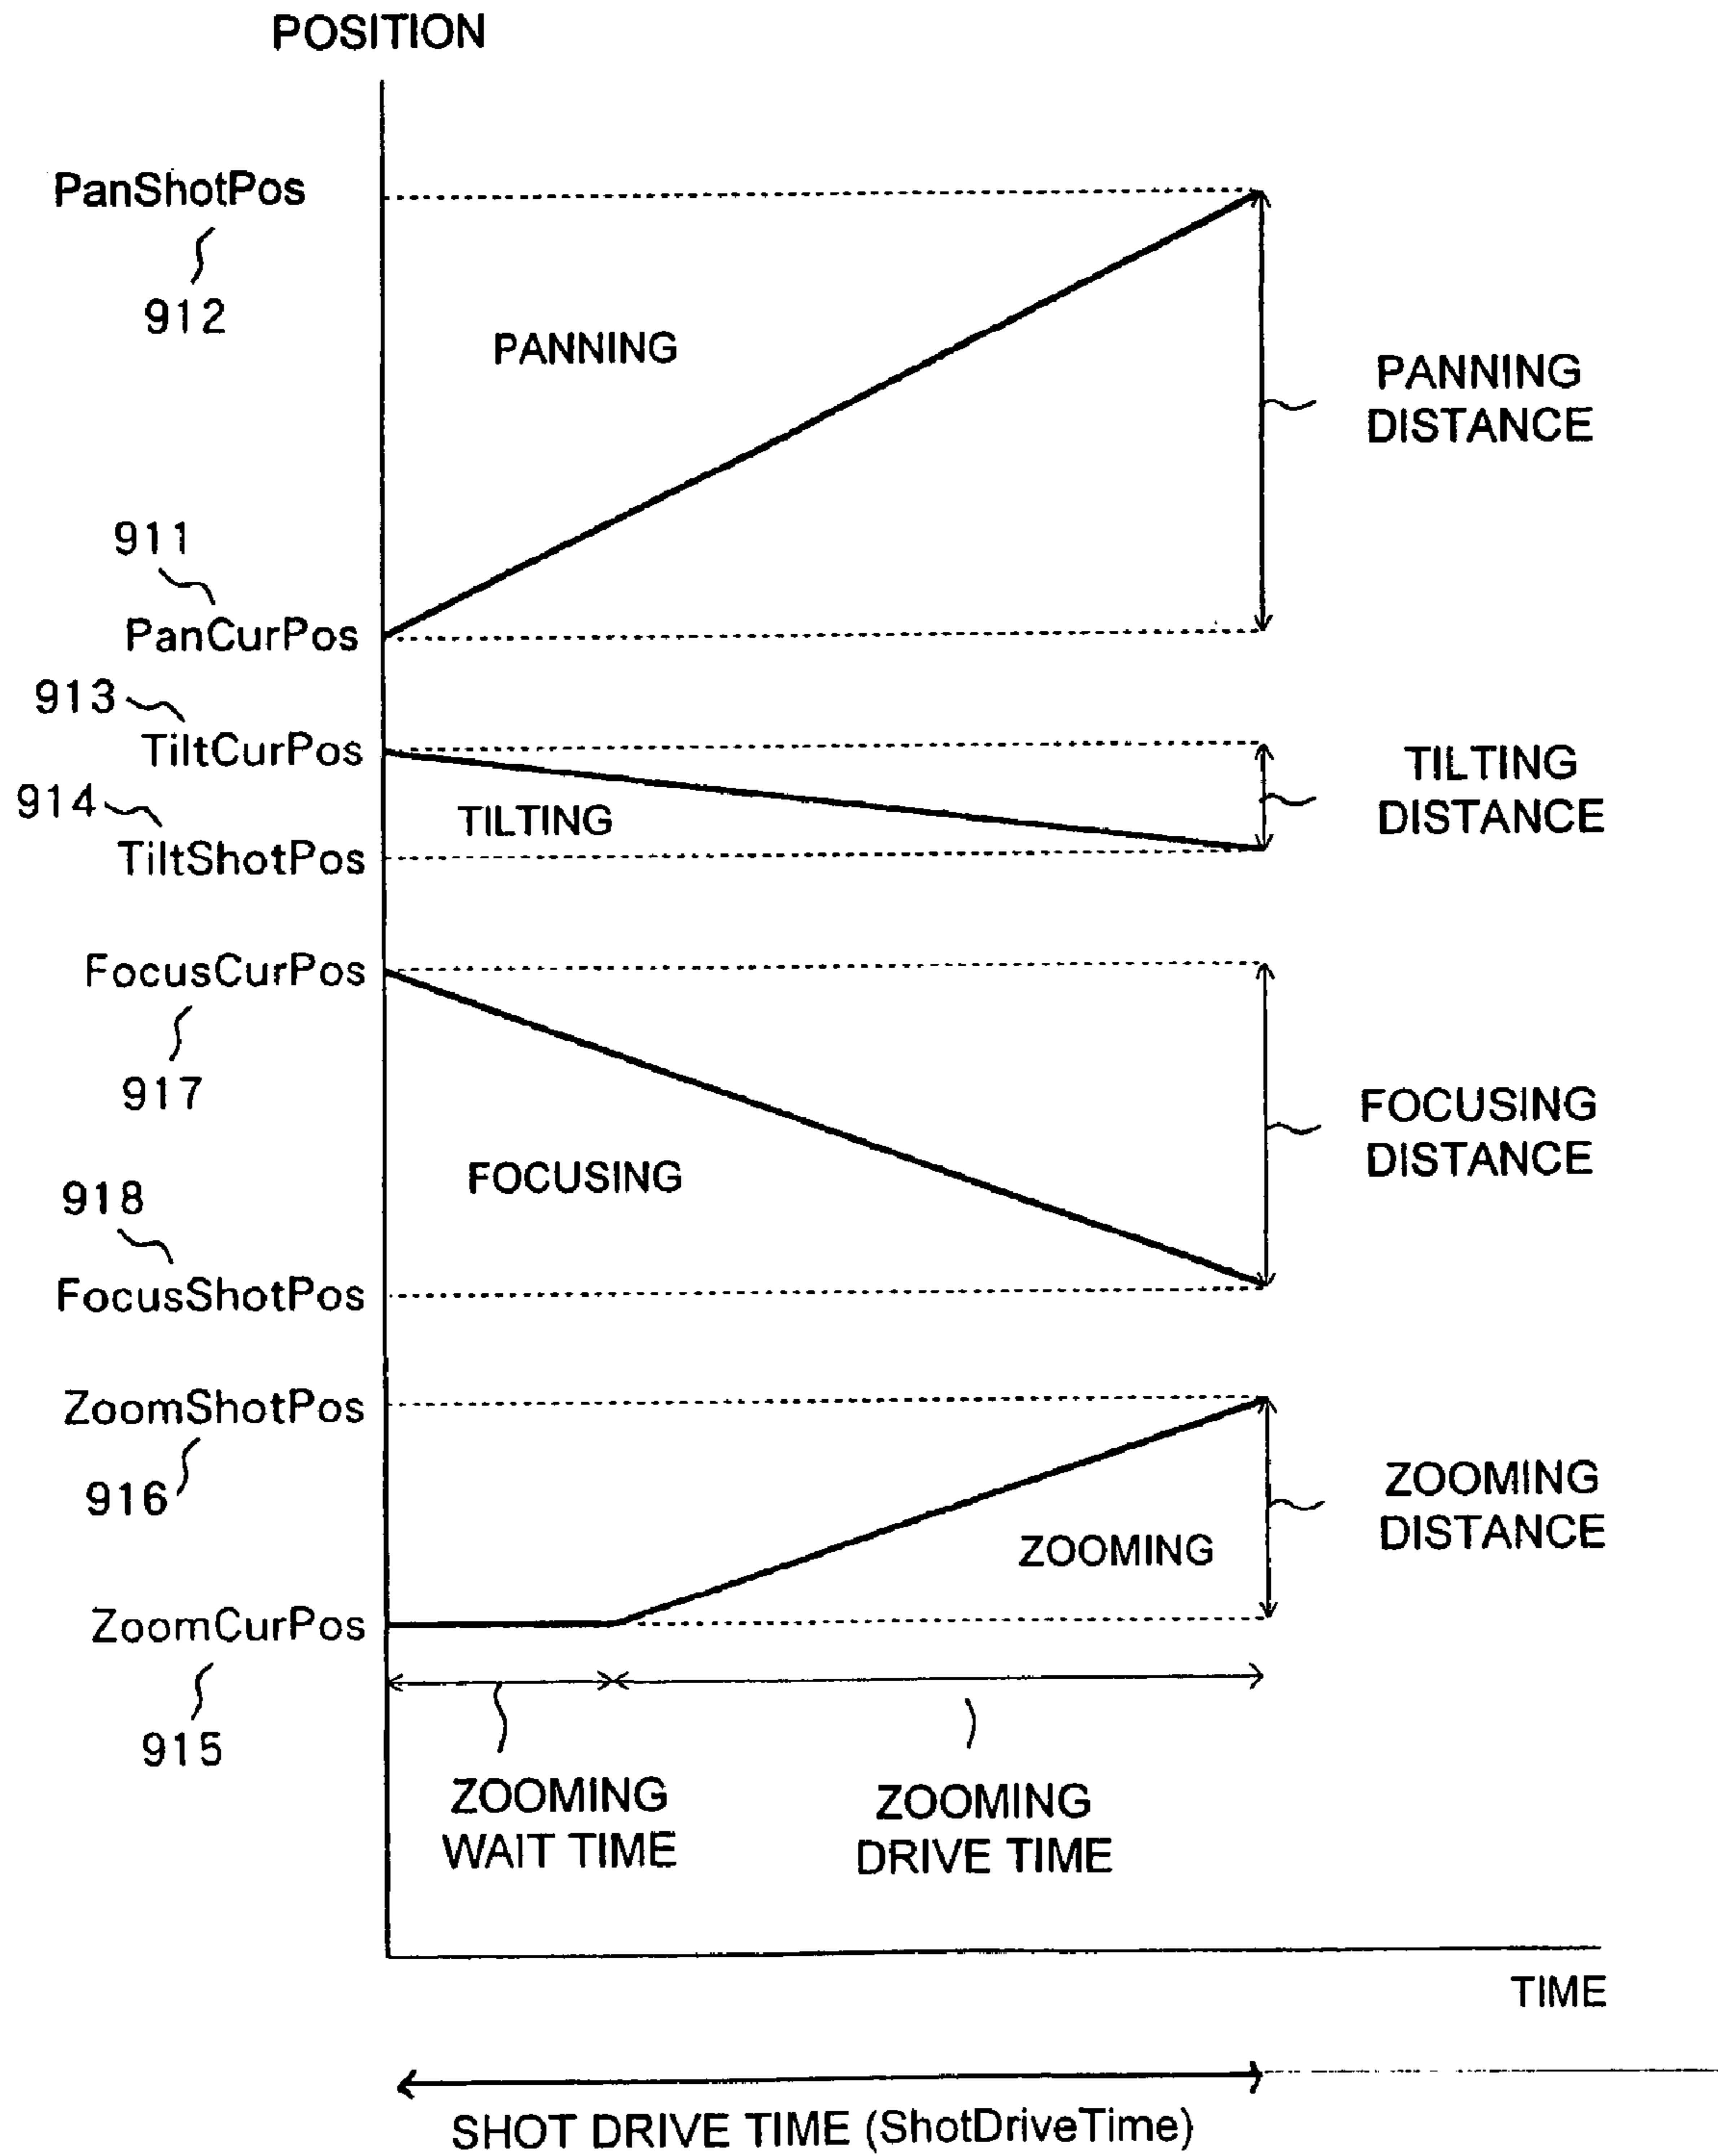 POSITION
PanShotPos
912
PANNING
PANNING
DISTANCE
911
PanCurPos
913
TiltCurPos
914
TILTING
TiltShotPos
TILTING
DISTANCE
FocusCurPos
917
FOCUSING
FOCUSING
DISTANCE
918
FocusShotPos
ZoomShotPos
916
ZOOMING
ZOOMING
DISTANCE
ZoomCurPos
915
ZOOMING
WAIT TIME
ZOOMING
DRIVE TIME
TIME
SHOT DRIVE TIME (ShotDriveTime)